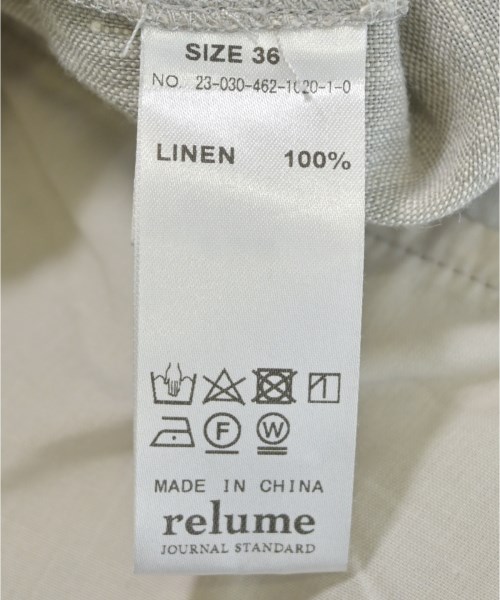 SIZE 36
NO. 23-030-462-1020-1-0
LINEN 100%
F W
MADE IN CHINA
relume
JOURNAL STANDARD